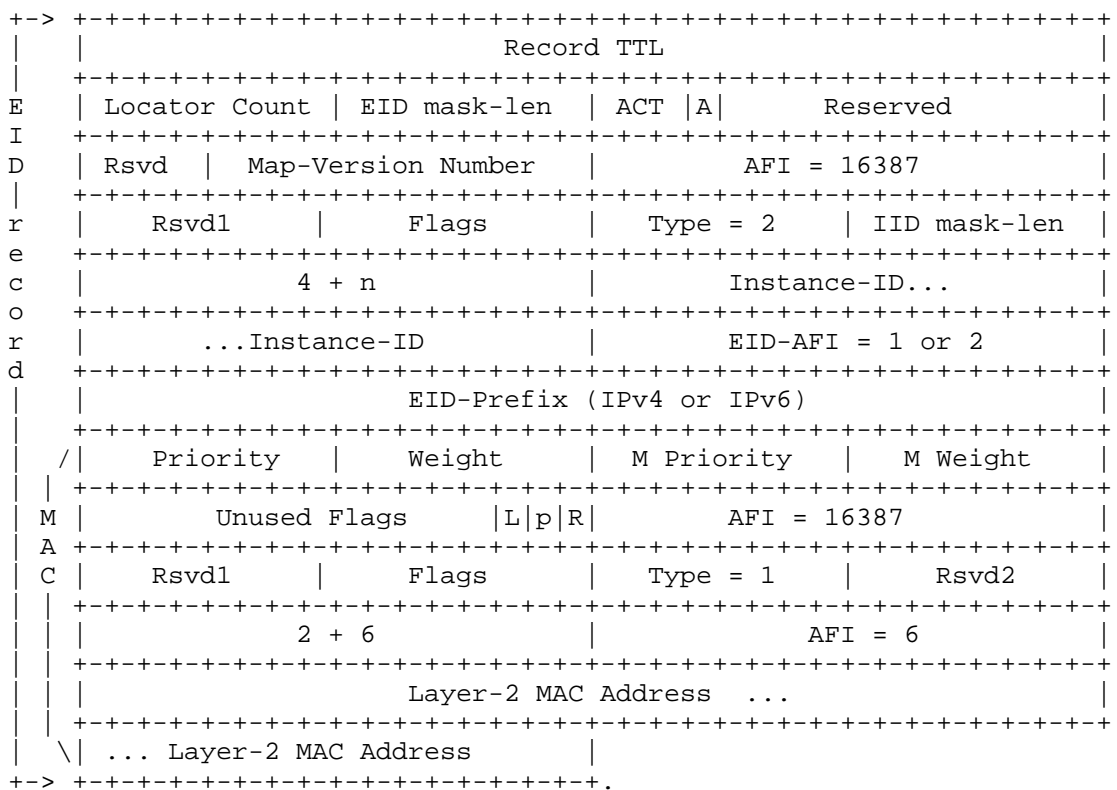 +-> +-+-+-+-+-+-+-+-+-+-+-+-+-+-+-+-+-+-+-+-+-+-+-+-+-+-+-+-+-+-+-+-+
|   |                          Record TTL                           |
|   +-+-+-+-+-+-+-+-+-+-+-+-+-+-+-+-+-+-+-+-+-+-+-+-+-+-+-+-+-+-+-+-+
E   | Locator Count | EID mask-len  | ACT |A|      Reserved         |
I   +-+-+-+-+-+-+-+-+-+-+-+-+-+-+-+-+-+-+-+-+-+-+-+-+-+-+-+-+-+-+-+-+
D   | Rsvd  |  Map-Version Number   |         AFI = 16387           |
|   +-+-+-+-+-+-+-+-+-+-+-+-+-+-+-+-+-+-+-+-+-+-+-+-+-+-+-+-+-+-+-+-+
r   |    Rsvd1     |     Flags      |   Type = 2    | IID mask-len  |
e   +-+-+-+-+-+-+-+-+-+-+-+-+-+-+-+-+-+-+-+-+-+-+-+-+-+-+-+-+-+-+-+-+
c   |             4 + n             |        Instance-ID...         |
o   +-+-+-+-+-+-+-+-+-+-+-+-+-+-+-+-+-+-+-+-+-+-+-+-+-+-+-+-+-+-+-+-+
r   |       ...Instance-ID          |        EID-AFI = 1 or 2       |
d   +-+-+-+-+-+-+-+-+-+-+-+-+-+-+-+-+-+-+-+-+-+-+-+-+-+-+-+-+-+-+-+-+
|   |                    EID-Prefix (IPv4 or IPv6)                  |
|   +-+-+-+-+-+-+-+-+-+-+-+-+-+-+-+-+-+-+-+-+-+-+-+-+-+-+-+-+-+-+-+-+
|  /|    Priority   |    Weight     |  M Priority   |   M Weight    |
| | +-+-+-+-+-+-+-+-+-+-+-+-+-+-+-+-+-+-+-+-+-+-+-+-+-+-+-+-+-+-+-+-+
| M |        Unused Flags     |L|p|R|        AFI = 16387            |
| A +-+-+-+-+-+-+-+-+-+-+-+-+-+-+-+-+-+-+-+-+-+-+-+-+-+-+-+-+-+-+-+-+
| C |    Rsvd1     |     Flags      |   Type = 1    |     Rsvd2     |
| | +-+-+-+-+-+-+-+-+-+-+-+-+-+-+-+-+-+-+-+-+-+-+-+-+-+-+-+-+-+-+-+-+
| | |             2 + 6             |             AFI = 6           |
| | +-+-+-+-+-+-+-+-+-+-+-+-+-+-+-+-+-+-+-+-+-+-+-+-+-+-+-+-+-+-+-+-+
| | |                    Layer-2 MAC Address  ...                   |
| | +-+-+-+-+-+-+-+-+-+-+-+-+-+-+-+-+-+-+-+-+-+-+-+-+-+-+-+-+-+-+-+-+
|  \| ... Layer-2 MAC Address       |
+-> +-+-+-+-+-+-+-+-+-+-+-+-+-+-+-+-+.